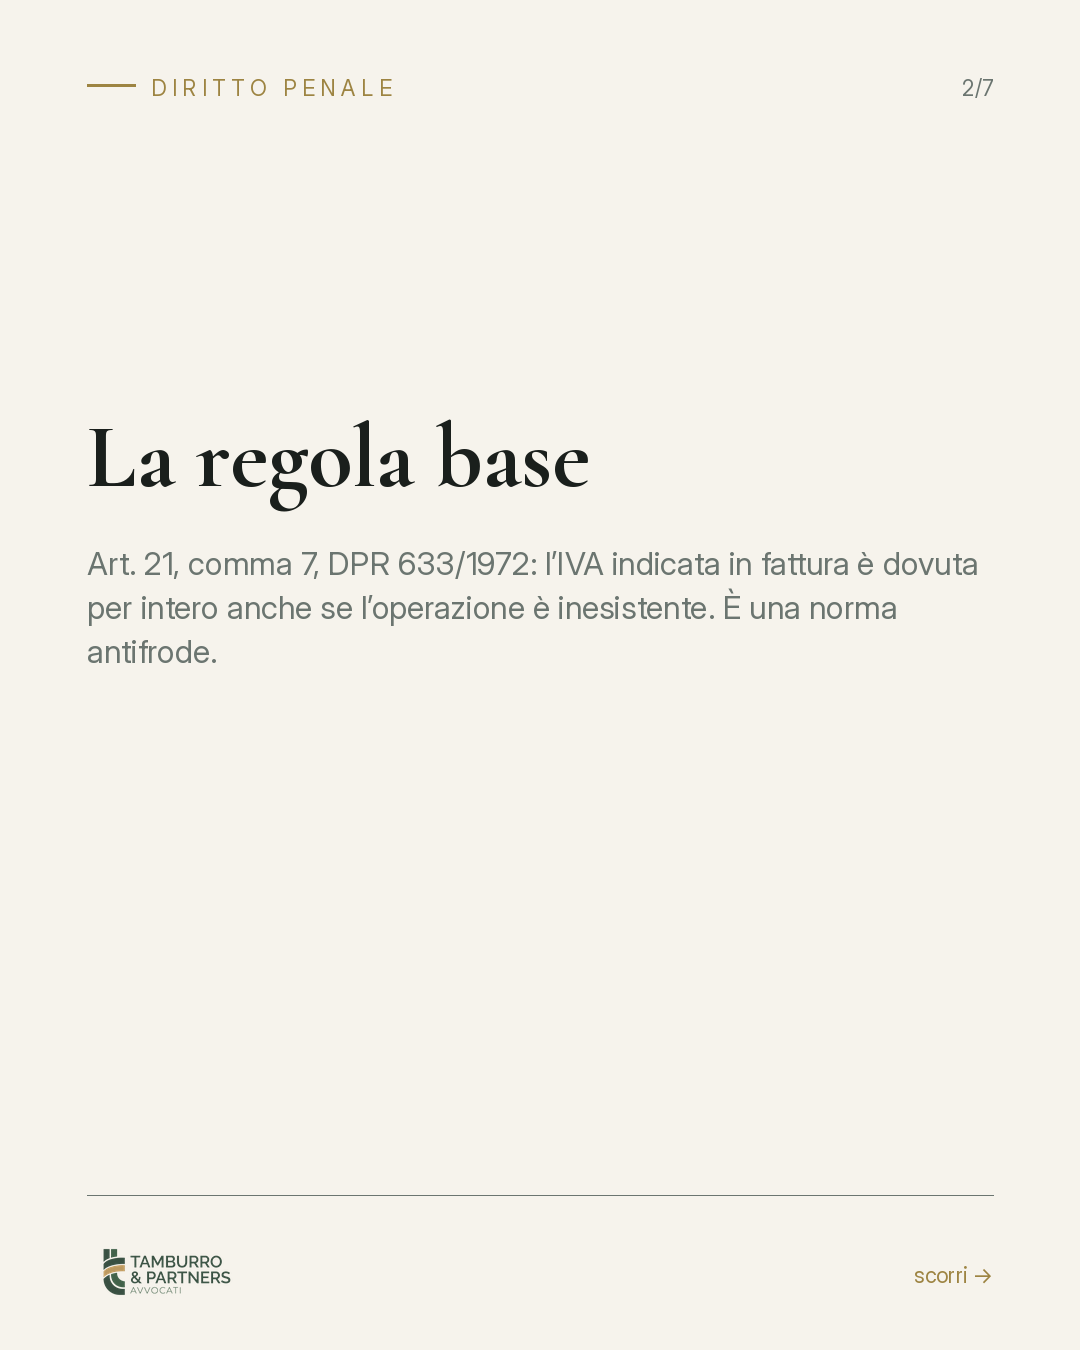 DIRITTO PENALE
2/7
La regola base
Art. 21, comma 7, DPR 633/1972: l’IVA indicata in fattura è dovuta
per intero anche se l’operazione è inesistente. È una norma
antifrode.
TAMBURRO
& PARTNERS
AVVOCATI
scorri →